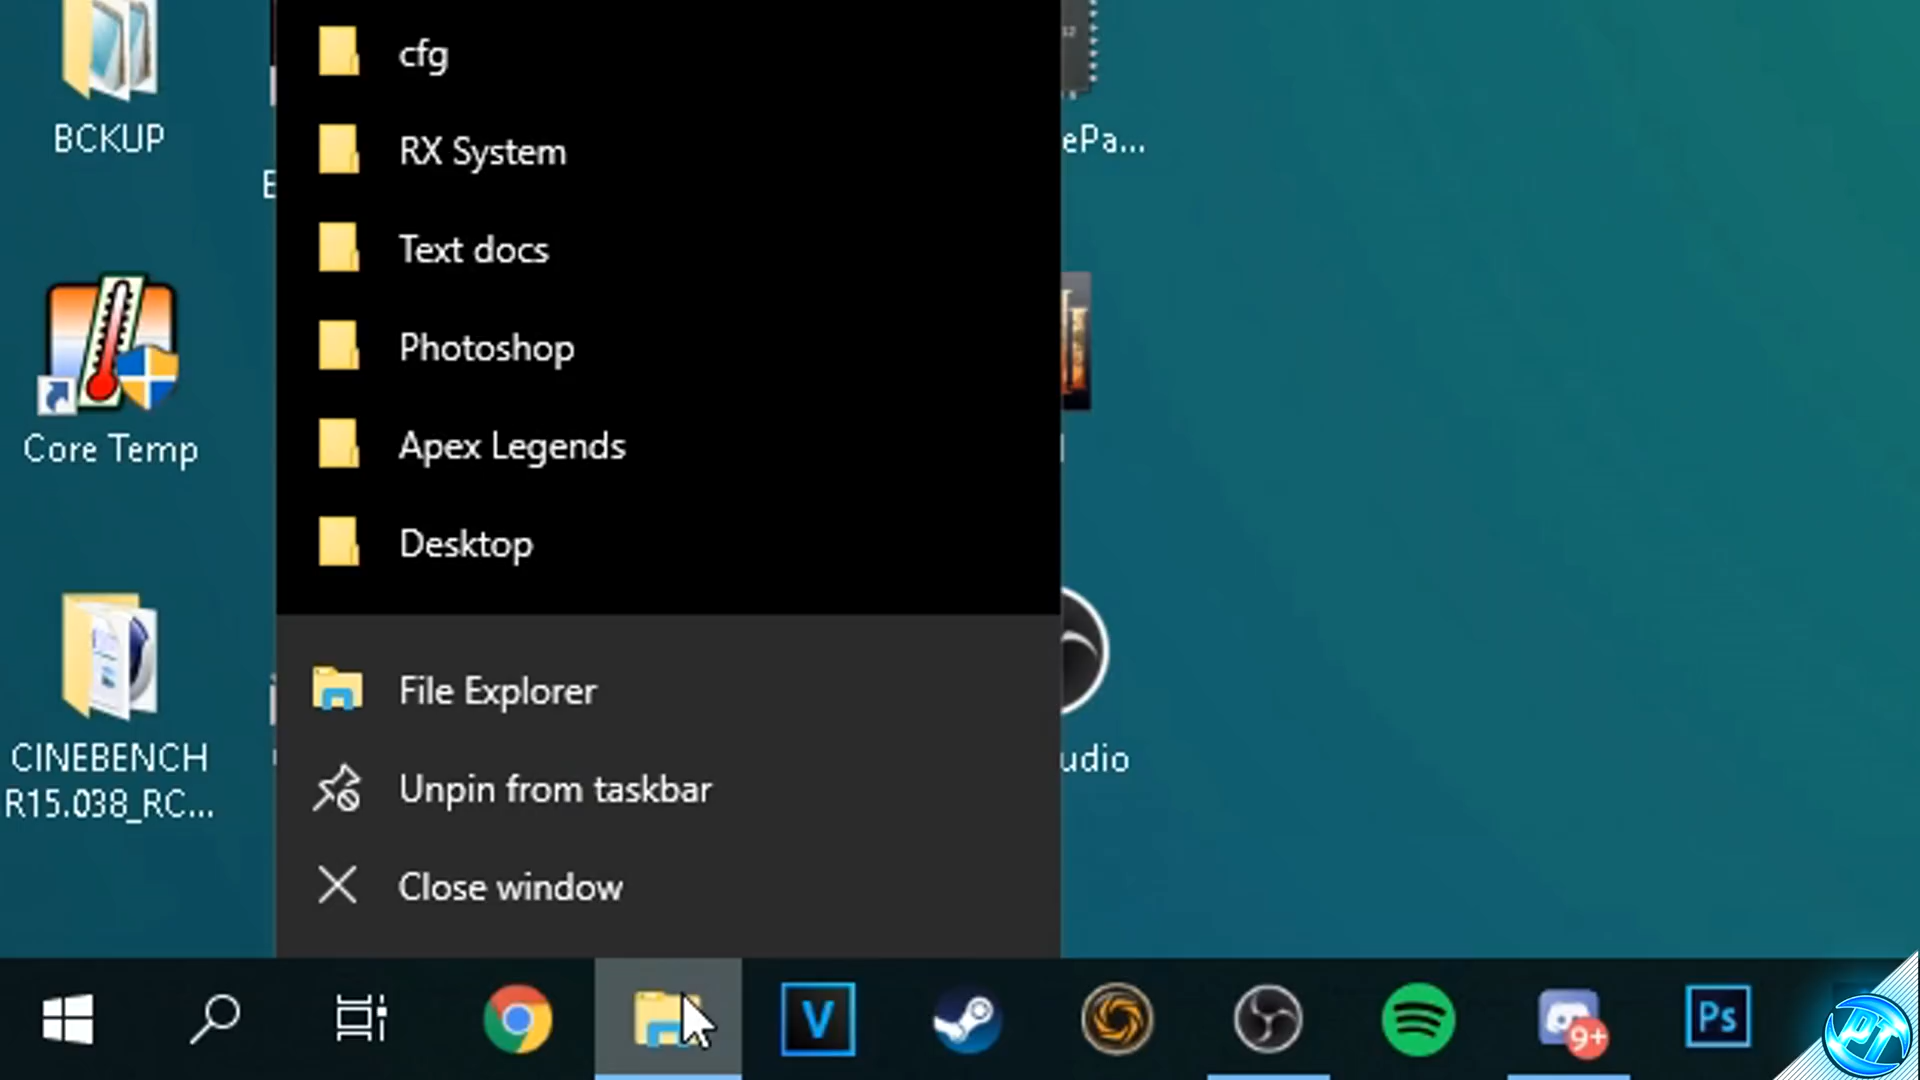 BCKUP
Core Temp
CINEBENCH
R15.038_RC...
cfg
RX System
Text docs
Photoshop
Apex Legends
Desktop
File Explorer
Unpin from taskbar
Close window
ePa...
udio
V
9+
Ps
PT